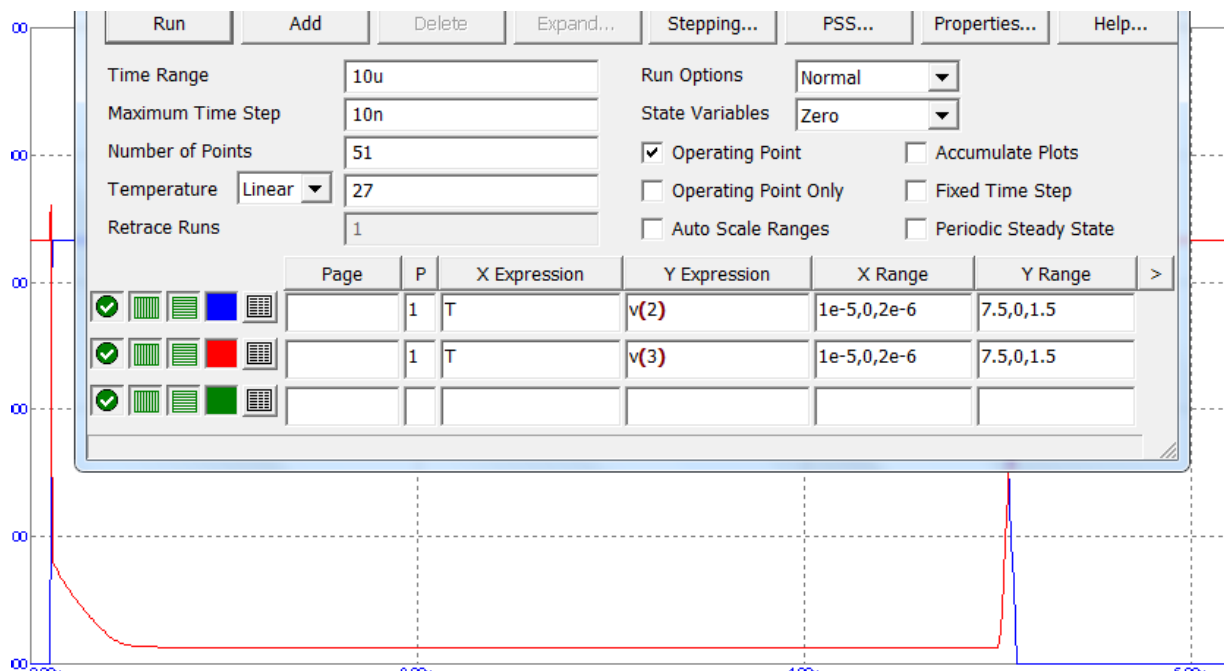 Run Add Delete Expand... Stepping... PSS... Properties... Help...
Time Range 10u Run Options Normal
Maximum Time Step 10n State Variables Zero
Number of Points 51 Operating Point Accumulate Plots
Temperature Linear 27 Operating Point Only Fixed Time Step
Retrace Runs 1 Auto Scale Ranges Periodic Steady State
Page P X Expression Y Expression X Range Y Range >
1 T v(2) 1e-5,0,2e-6 7.5,0,1.5
1 T v(3) 1e-5,0,2e-6 7.5,0,1.5